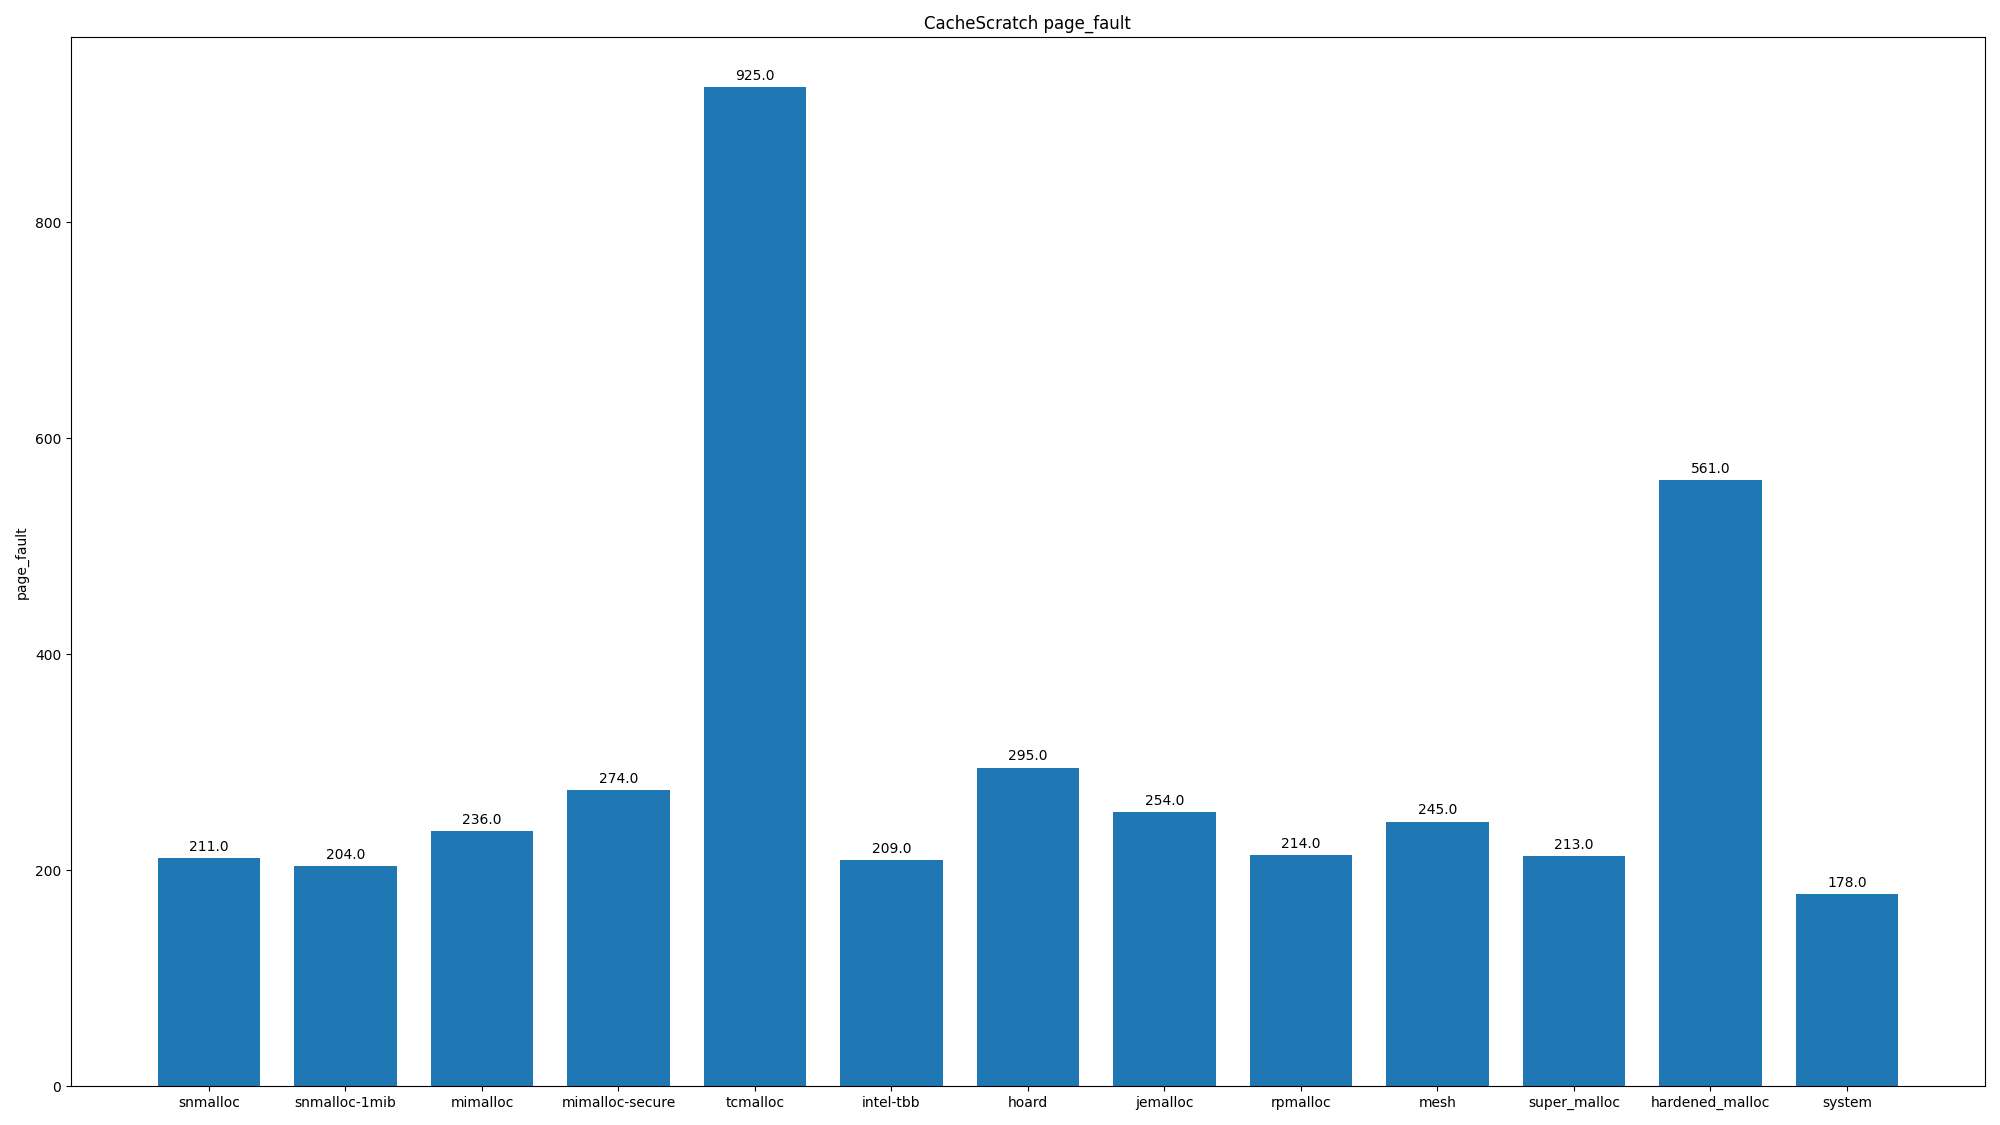 CacheScratch page_fault
page_fault
800
600
400
200
0
211.0
204.0
236.0
274.0
925.0
209.0
295.0
254.0
214.0
245.0
213.0
561.0
178.0
snmalloc
snmalloc-1mib
mimalloc
mimalloc-secure
tcmalloc
intel-tbb
hoard
jemalloc
rpmalloc
mesh
super_malloc
hardened_malloc
system